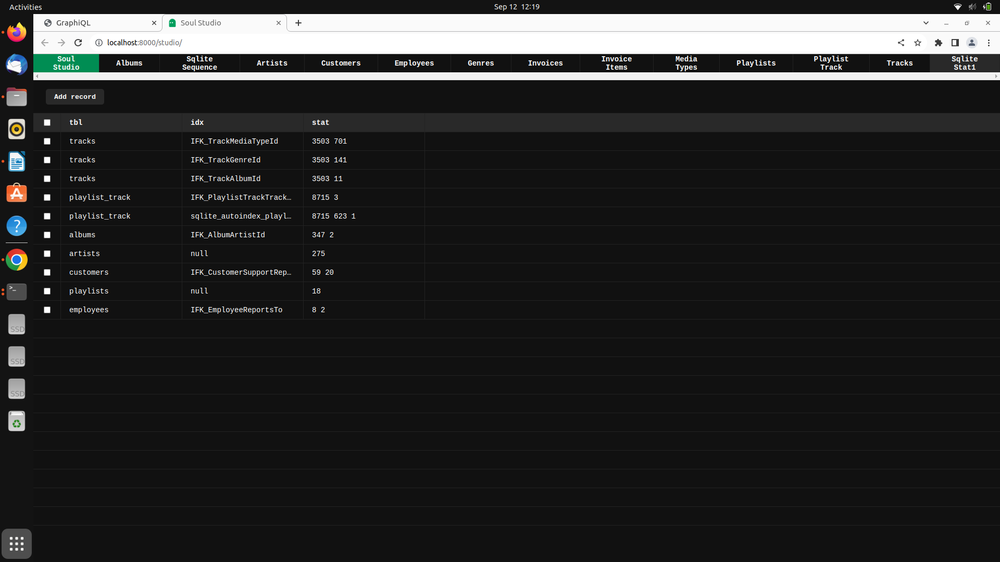 Activities
Sep 12 12:19
GraphiQL
Soul Studio
localhost:8000/studio/
Soul Studio
Albums
Sqlite Sequence
Artists
Customers
Employees
Genres
Invoices
Invoice Items
Media Types
Playlists
Playlist Track
Tracks
Sqlite Stat1
Add record
tbl idx stat
tracks IFK_TrackMediaTypeId 3503 701
tracks IFK_TrackGenreId 3503 141
tracks IFK_TrackAlbumId 3503 11
playlist_track IFK_PlaylistTrackTrack… 8715 3
playlist_track sqlite_autoindex_playl… 8715 623 1
albums IFK_AlbumArtistId 347 2
artists null 275
customers IFK_CustomerSupportRep… 59 20
playlists null 18
employees IFK_EmployeeReportsTo 8 2
SSD
SSD
SSD